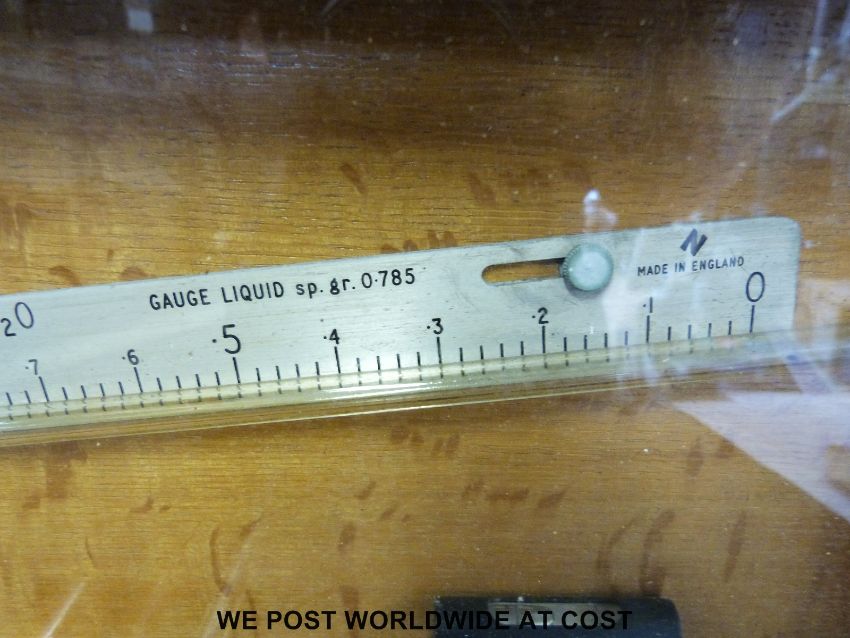 N
MADE IN ENGLAND
GAUGE LIQUID sp. gr. 0·785
20
·7 ·6 ·5 ·4 ·3 ·2 ·1 0
WE POST WORLDWIDE AT COST